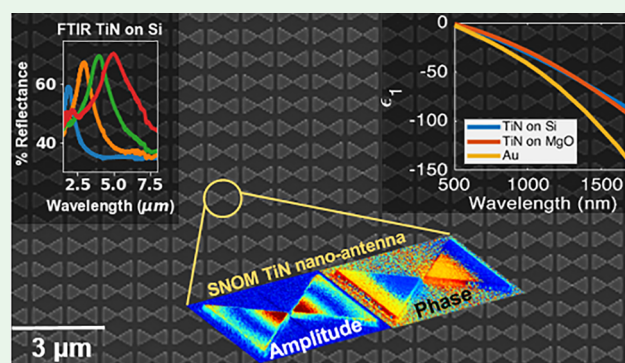 FTIR TiN on Si
% Reflectance
60
40
2.5 5.0 7.5
Wavelength (μm)
ϵ1
0
-50
-100
-150
TiN on Si
TiN on MgO
Au
500 1000 1500
Wavelength (nm)
SNOM TiN nano-antenna
Amplitude
Phase
3 μm